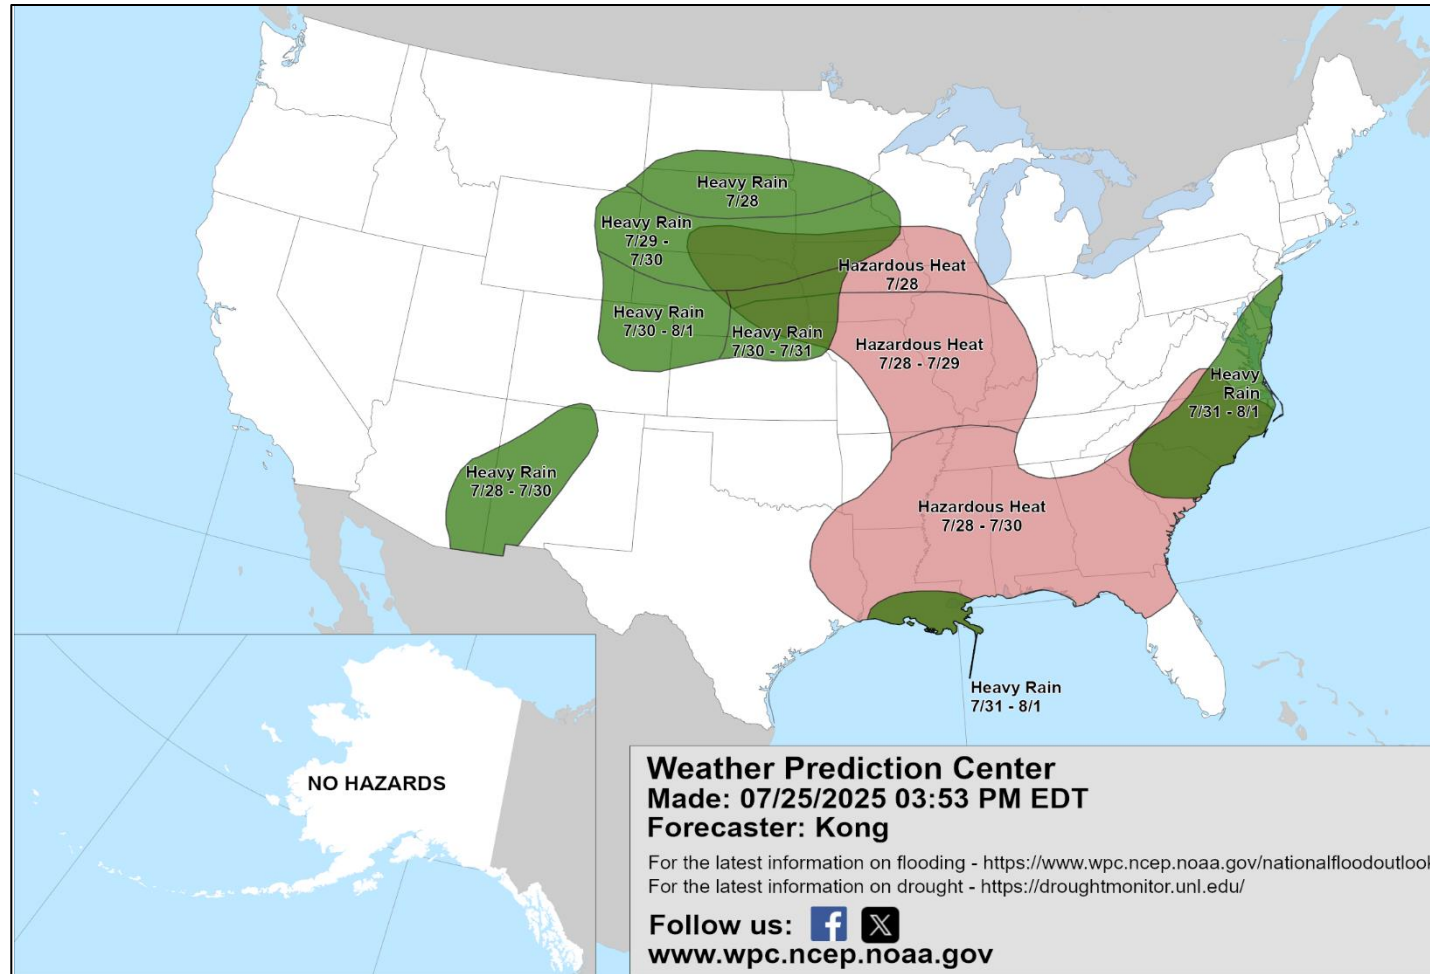 Heavy Rain
7/28
Heavy Rain
7/29 -
7/30
Hazardous Heat
7/28
Heavy Rain
7/30 - 8/1
Heavy Rain
7/30 - 7/31
Hazardous Heat
7/28 - 7/29
Heavy
Rain
7/31 - 8/1
Heavy Rain
7/28 - 7/30
Hazardous Heat
7/28 - 7/30
Heavy Rain
7/31 - 8/1
NO HAZARDS
Weather Prediction Center
Made: 07/25/2025 03:53 PM EDT
Forecaster: Kong
For the latest information on flooding - https://www.wpc.ncep.noaa.gov/nationalfloodoutlook
For the latest information on drought - https://droughtmonitor.unl.edu/
Follow us:
www.wpc.ncep.noaa.gov